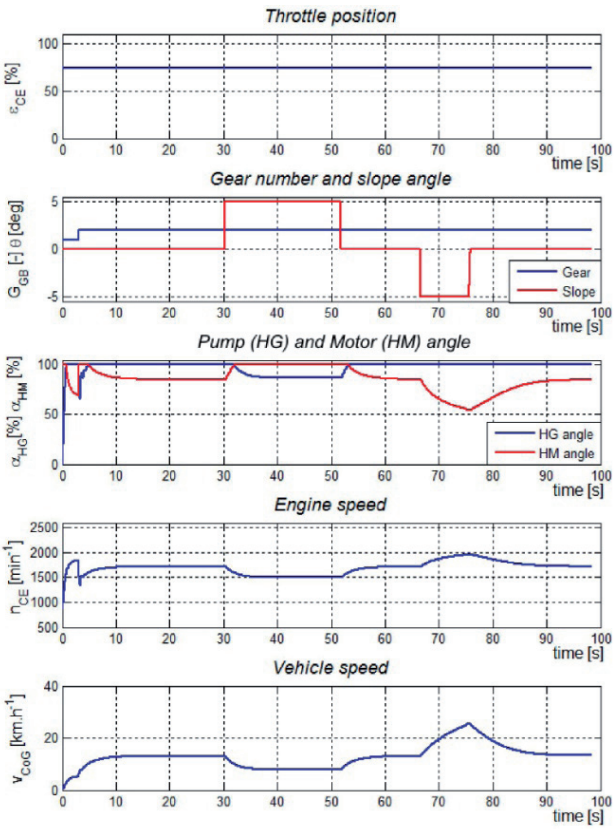 Throttle position
ε_CE [%]
100
50
0
0 10 20 30 40 50 60 70 80 90 100
time [s]
Gear number and slope angle
G_GB [-] θ [deg]
5
0
-5
Gear
Slope
0 10 20 30 40 50 60 70 80 90 100
time [s]
Pump (HG) and Motor (HM) angle
α_HG[%] α_HM [%]
100
50
0
HG angle
HM angle
0 10 20 30 40 50 60 70 80 90 100
time [s]
Engine speed
n_CE [min⁻¹]
2500
2000
1500
1000
500
0 10 20 30 40 50 60 70 80 90 100
time [s]
Vehicle speed
v_CoG [km.h⁻¹]
40
20
0
0 10 20 30 40 50 60 70 80 90 100
time [s]